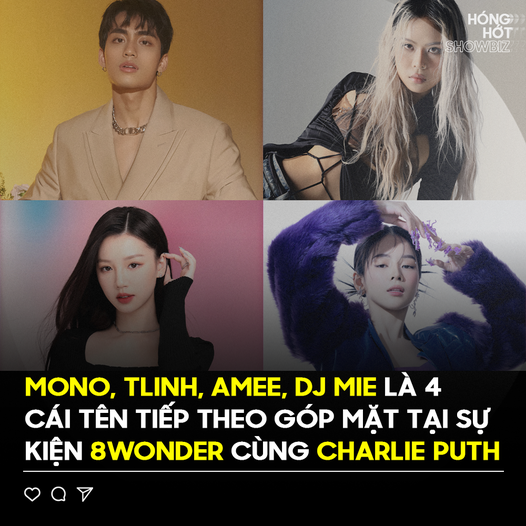 HÓNG
HỚT
SHOWBIZ
MONO, TLINH, AMEE, DJ MIE LÀ 4
CÁI TÊN TIẾP THEO GÓP MẶT TẠI SỰ
KIỆN 8WONDER CÙNG CHARLIE PUTH